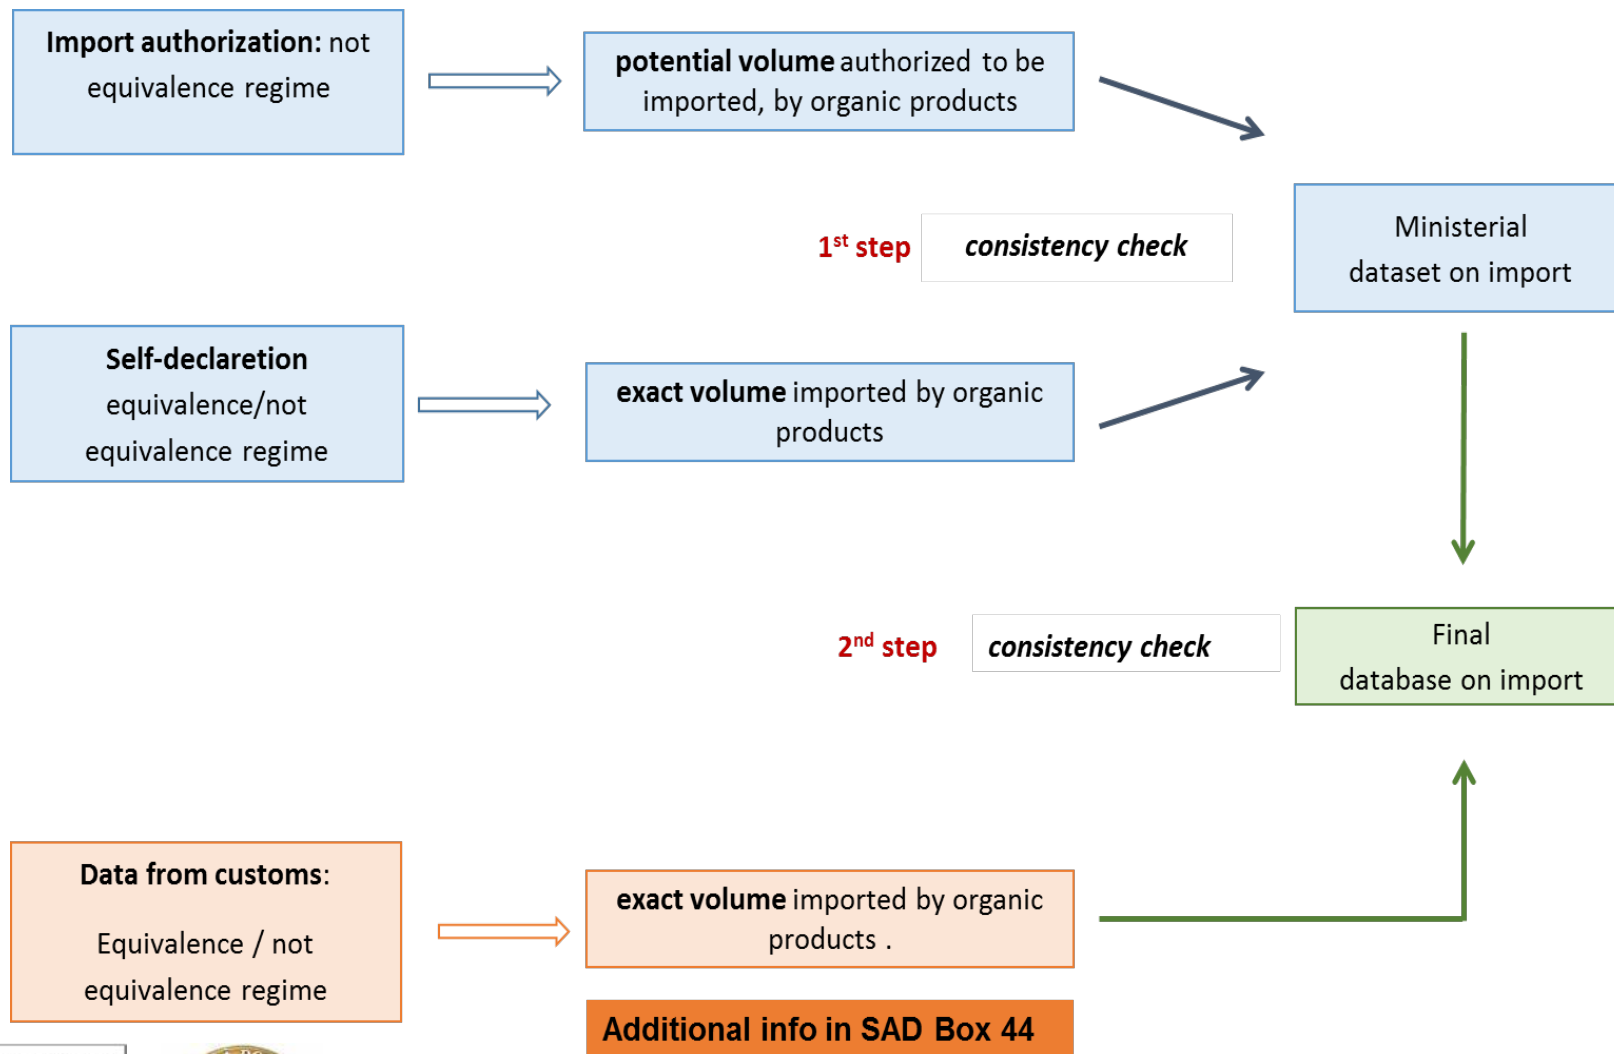 Import authorization: not
equivalence regime
potential volume authorized to be
imported, by organic products
Ministerial
dataset on import
1st step
consistency check
Self-declaretion
equivalence/not
equivalence regime
exact volume imported by organic
products
Final
database on import
2nd step
consistency check
Data from customs:
Equivalence / not
equivalence regime
exact volume imported by organic
products .
Additional info in SAD Box 44